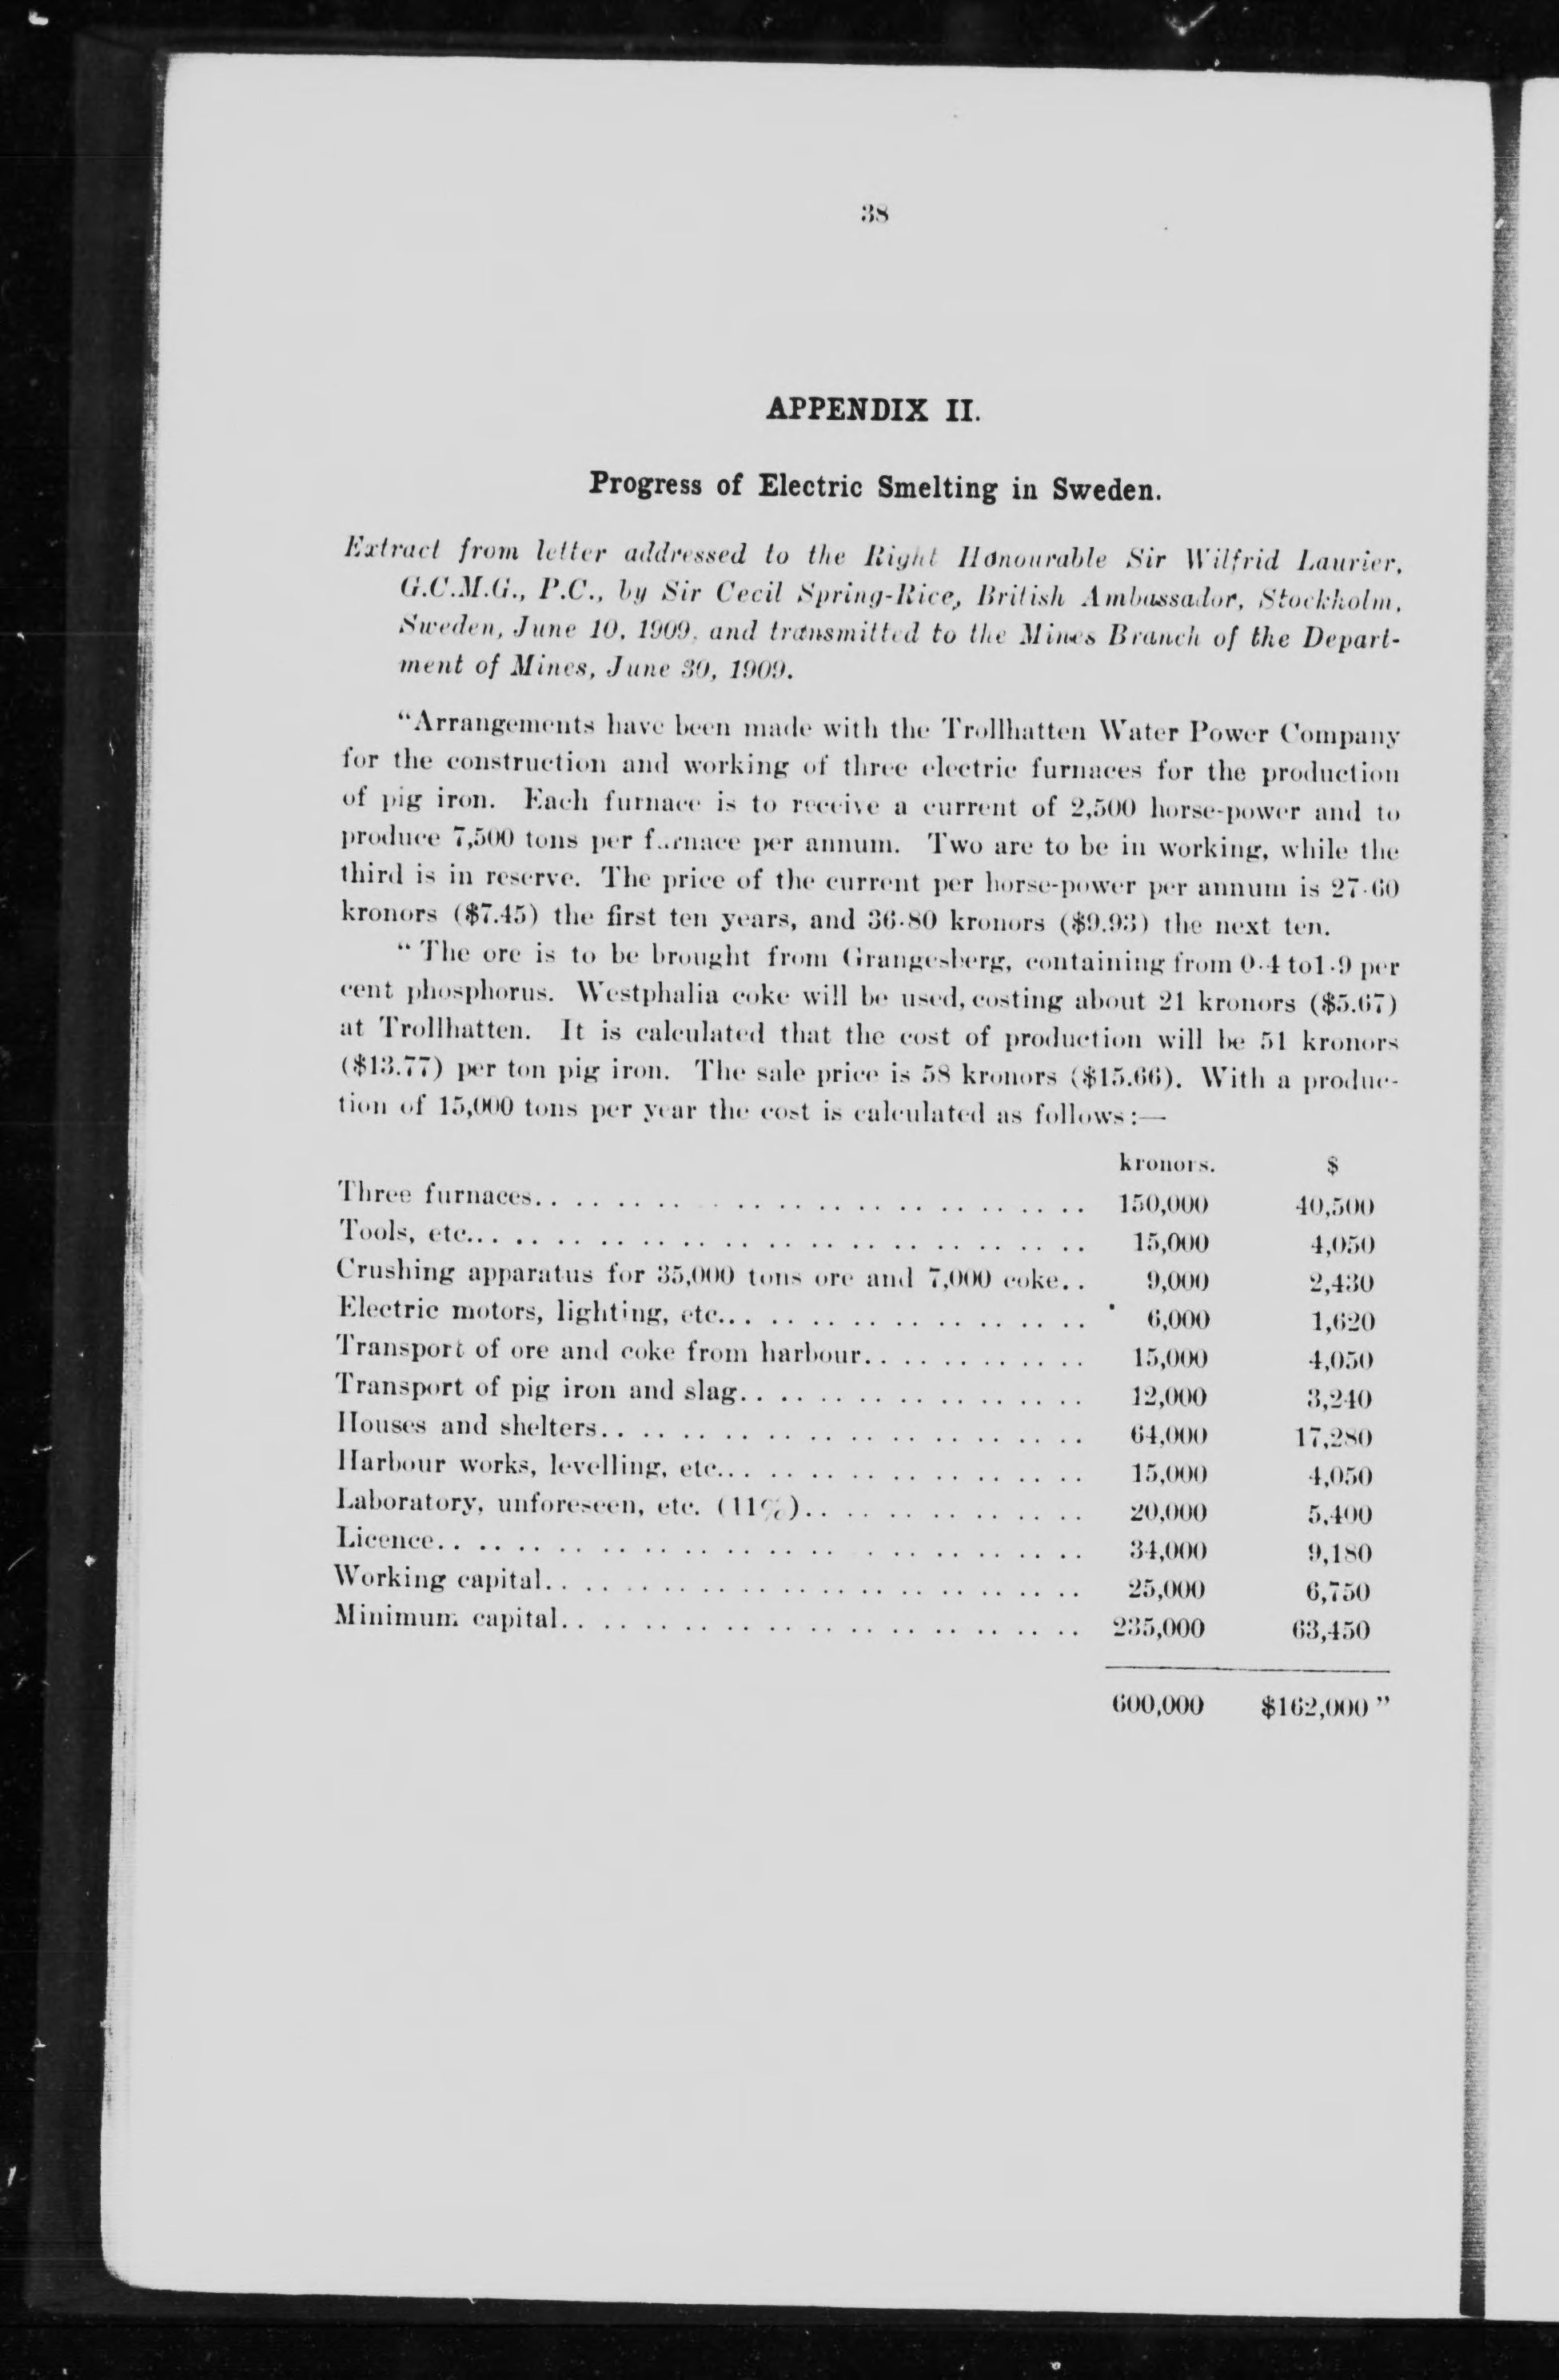 38
APPENDIX II.
Progress of Electric Smelting in Sweden.
Extract from letter addressed to the Right Honourable Sir Wilfrid Laurier,
G.C.M.G., P.C., by Sir Cecil Spring-Rice, British Ambassador, Stockholm,
Sweden, June 10, 1909, and transmitted to the Mines Branch of the Depart-
ment of Mines, June 30, 1909.
"Arrangements have been made with the Trollhatten Water Power Company
for the construction and working of three electric furnaces for the production
of pig iron. Each furnace is to receive a current of 2,500 horse-power and to
produce 7,500 tons per furnace per annum. Two are to be in working, while the
third is in reserve. The price of the current per horse-power per annum is 27·60
kronors ($7.45) the first ten years, and 36·80 kronors ($9.93) the next ten.
" The ore is to be brought from Grangesberg, containing from 0·4 to1·9 per
cent phosphorus. Westphalia coke will be used, costing about 21 kronors ($5.67)
at Trollhatten. It is calculated that the cost of production will be 51 kronors
($13.77) per ton pig iron. The sale price is 58 kronors ($15.66). With a produc-
tion of 15,000 tons per year the cost is calculated as follows:—
kronors. $
Three furnaces.. 150,000 40,500
Tools, etc... 15,000 4,050
Crushing apparatus for 35,000 tons ore and 7,000 coke.. 9,000 2,430
Electric motors, lighting, etc... 6,000 1,620
Transport of ore and coke from harbour.. 15,000 4,050
Transport of pig iron and slag.. 12,000 3,240
Houses and shelters.. 64,000 17,280
Harbour works, levelling, etc... 15,000 4,050
Laboratory, unforeseen, etc. (11%).. 20,000 5,400
Licence.. 34,000 9,180
Working capital.. 25,000 6,750
Minimum capital.. 235,000 63,450
600,000 $162,000 "